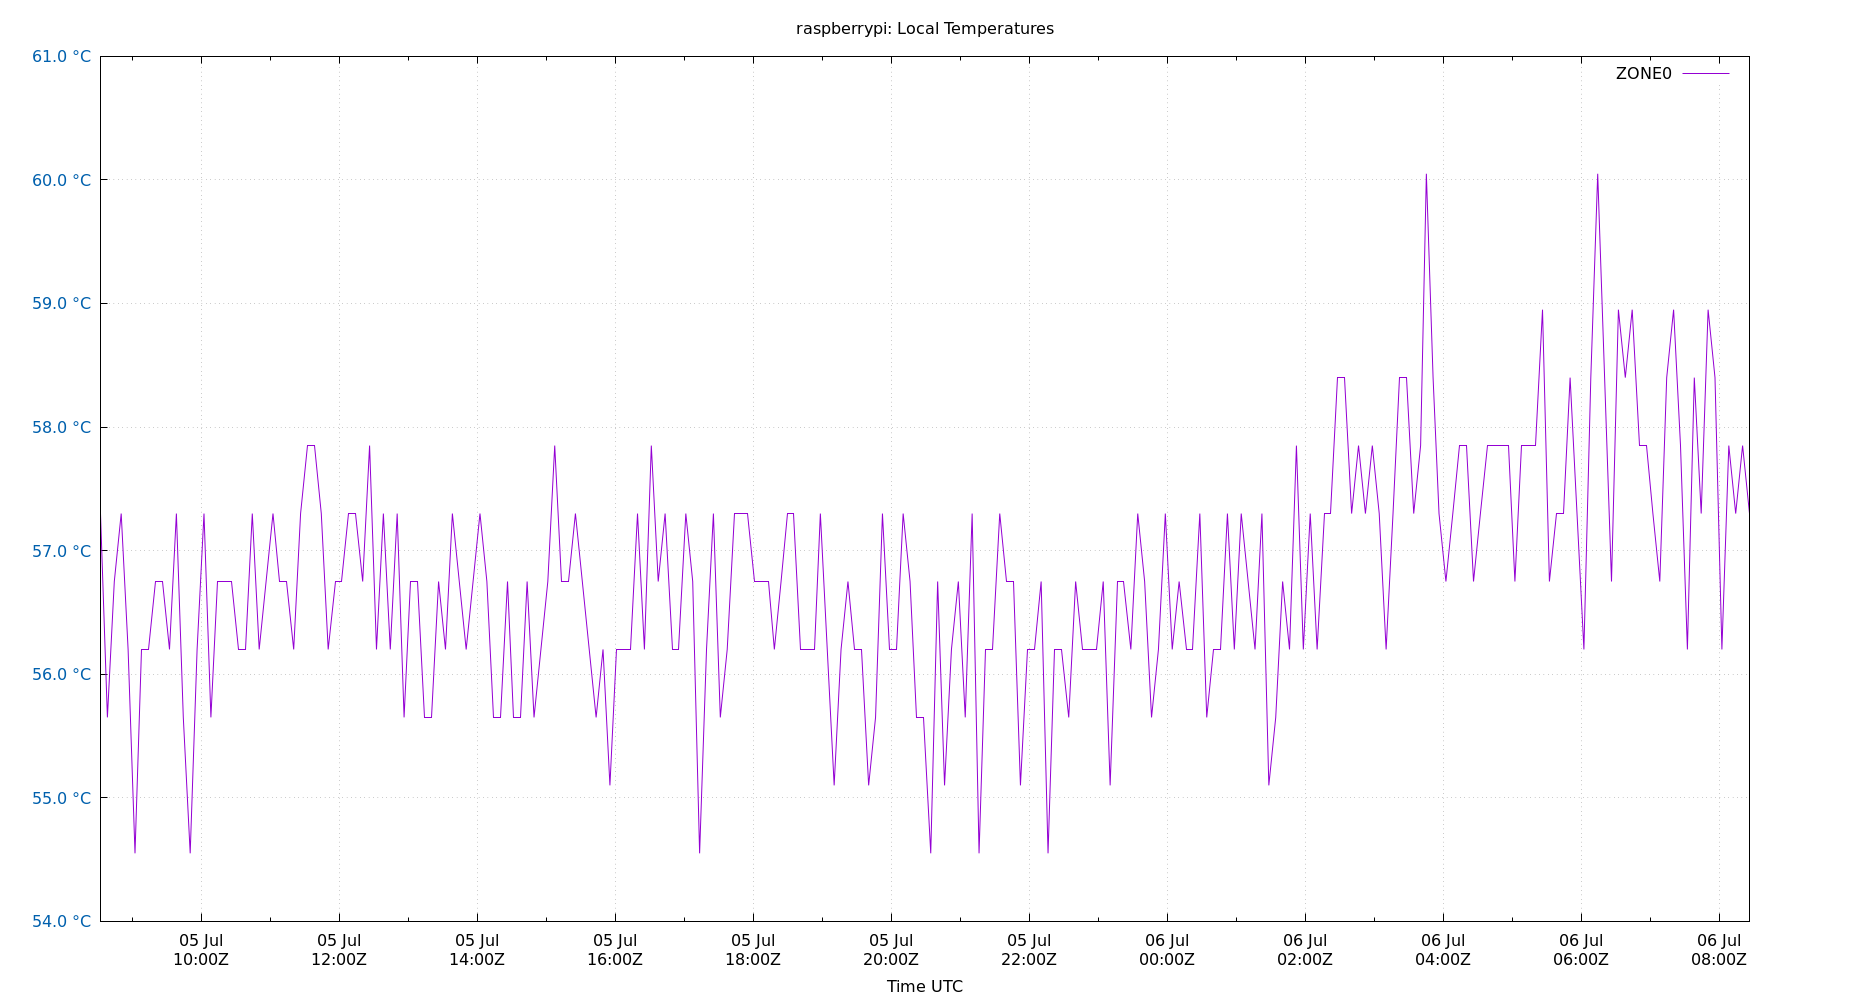 raspberrypi: Local Temperatures
61.0 °C
ZONE0
60.0 °C
59.0 °C
58.0 °C
57.0 °C
56.0 °C
55.0 °C
54.0 °C
05 Jul 05 Jul 05 Jul 05 Jul 05 Jul 05 Jul 05 Jul 06 Jul 06 Jul 06 Jul 06 Jul 06 Jul
10:00Z 12:00Z 14:00Z 16:00Z 18:00Z 20:00Z 22:00Z 00:00Z 02:00Z 04:00Z 06:00Z 08:00Z
Time UTC